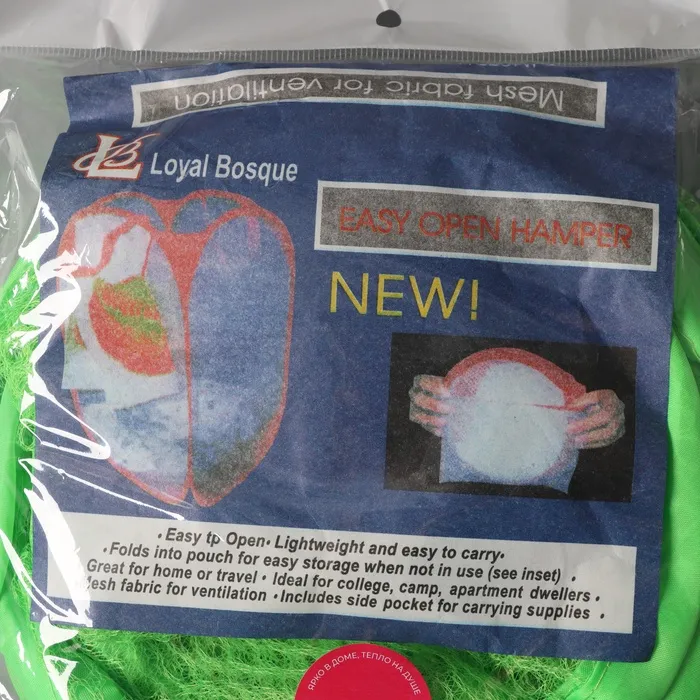 Mesh fabric for ventilation
LB Loyal Bosque
EASY OPEN HAMPER
NEW!
• Easy tp Open• Lightweight and easy to carry•
•Folds into pouch for easy storage when not in use (see inset) •
Great for home or travel • Ideal for college, camp, apartment dwellers •
Mesh fabric for ventilation •Includes side pocket for carrying supplies •
ЯРКО В ДОМЕ, ТЕПЛО НА ДУШЕ